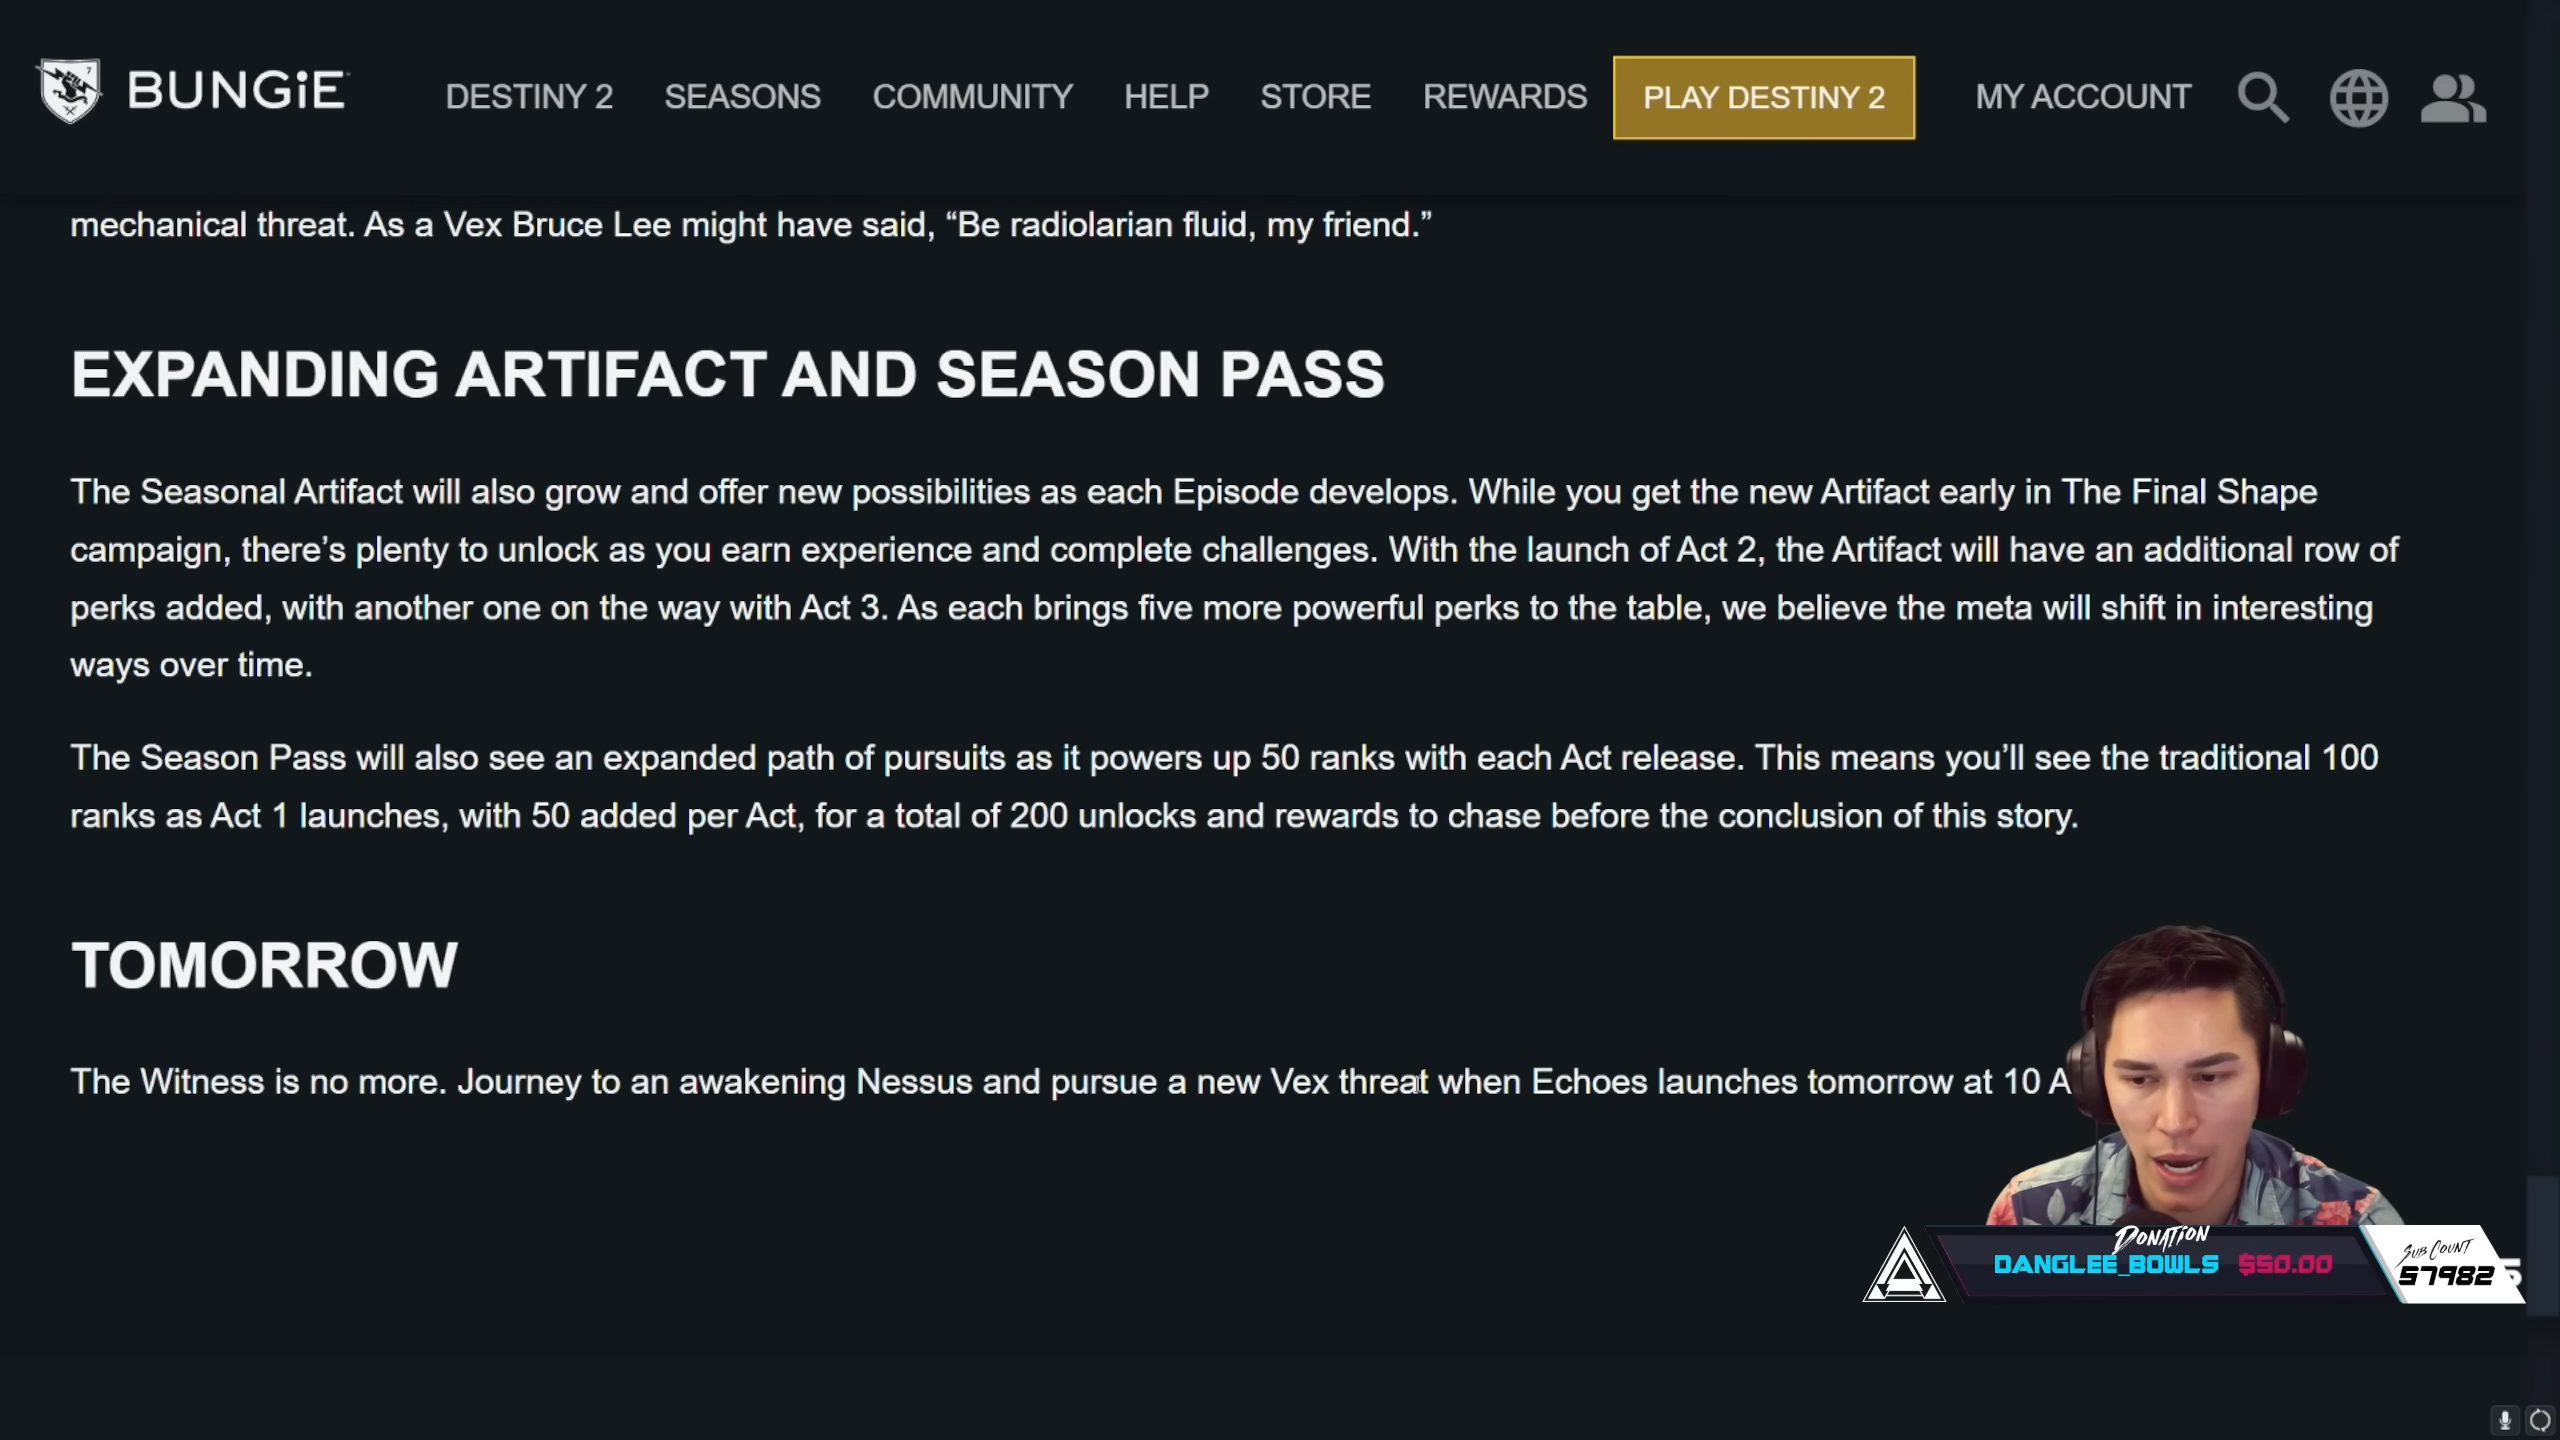 BUNGiE
DESTINY 2 SEASONS COMMUNITY HELP STORE REWARDS PLAY DESTINY 2 MY ACCOUNT
mechanical threat. As a Vex Bruce Lee might have said, “Be radiolarian fluid, my friend.”
EXPANDING ARTIFACT AND SEASON PASS
The Seasonal Artifact will also grow and offer new possibilities as each Episode develops. While you get the new Artifact early in The Final Shape
campaign, there’s plenty to unlock as you earn experience and complete challenges. With the launch of Act 2, the Artifact will have an additional row of
perks added, with another one on the way with Act 3. As each brings five more powerful perks to the table, we believe the meta will shift in interesting
ways over time.
The Season Pass will also see an expanded path of pursuits as it powers up 50 ranks with each Act release. This means you’ll see the traditional 100
ranks as Act 1 launches, with 50 added per Act, for a total of 200 unlocks and rewards to chase before the conclusion of this story.
TOMORROW
The Witness is no more. Journey to an awakening Nessus and pursue a new Vex threat when Echoes launches tomorrow at 10 A
DONATION
DANGLEE_BOWLS $50.00
SUB COUNT
57982